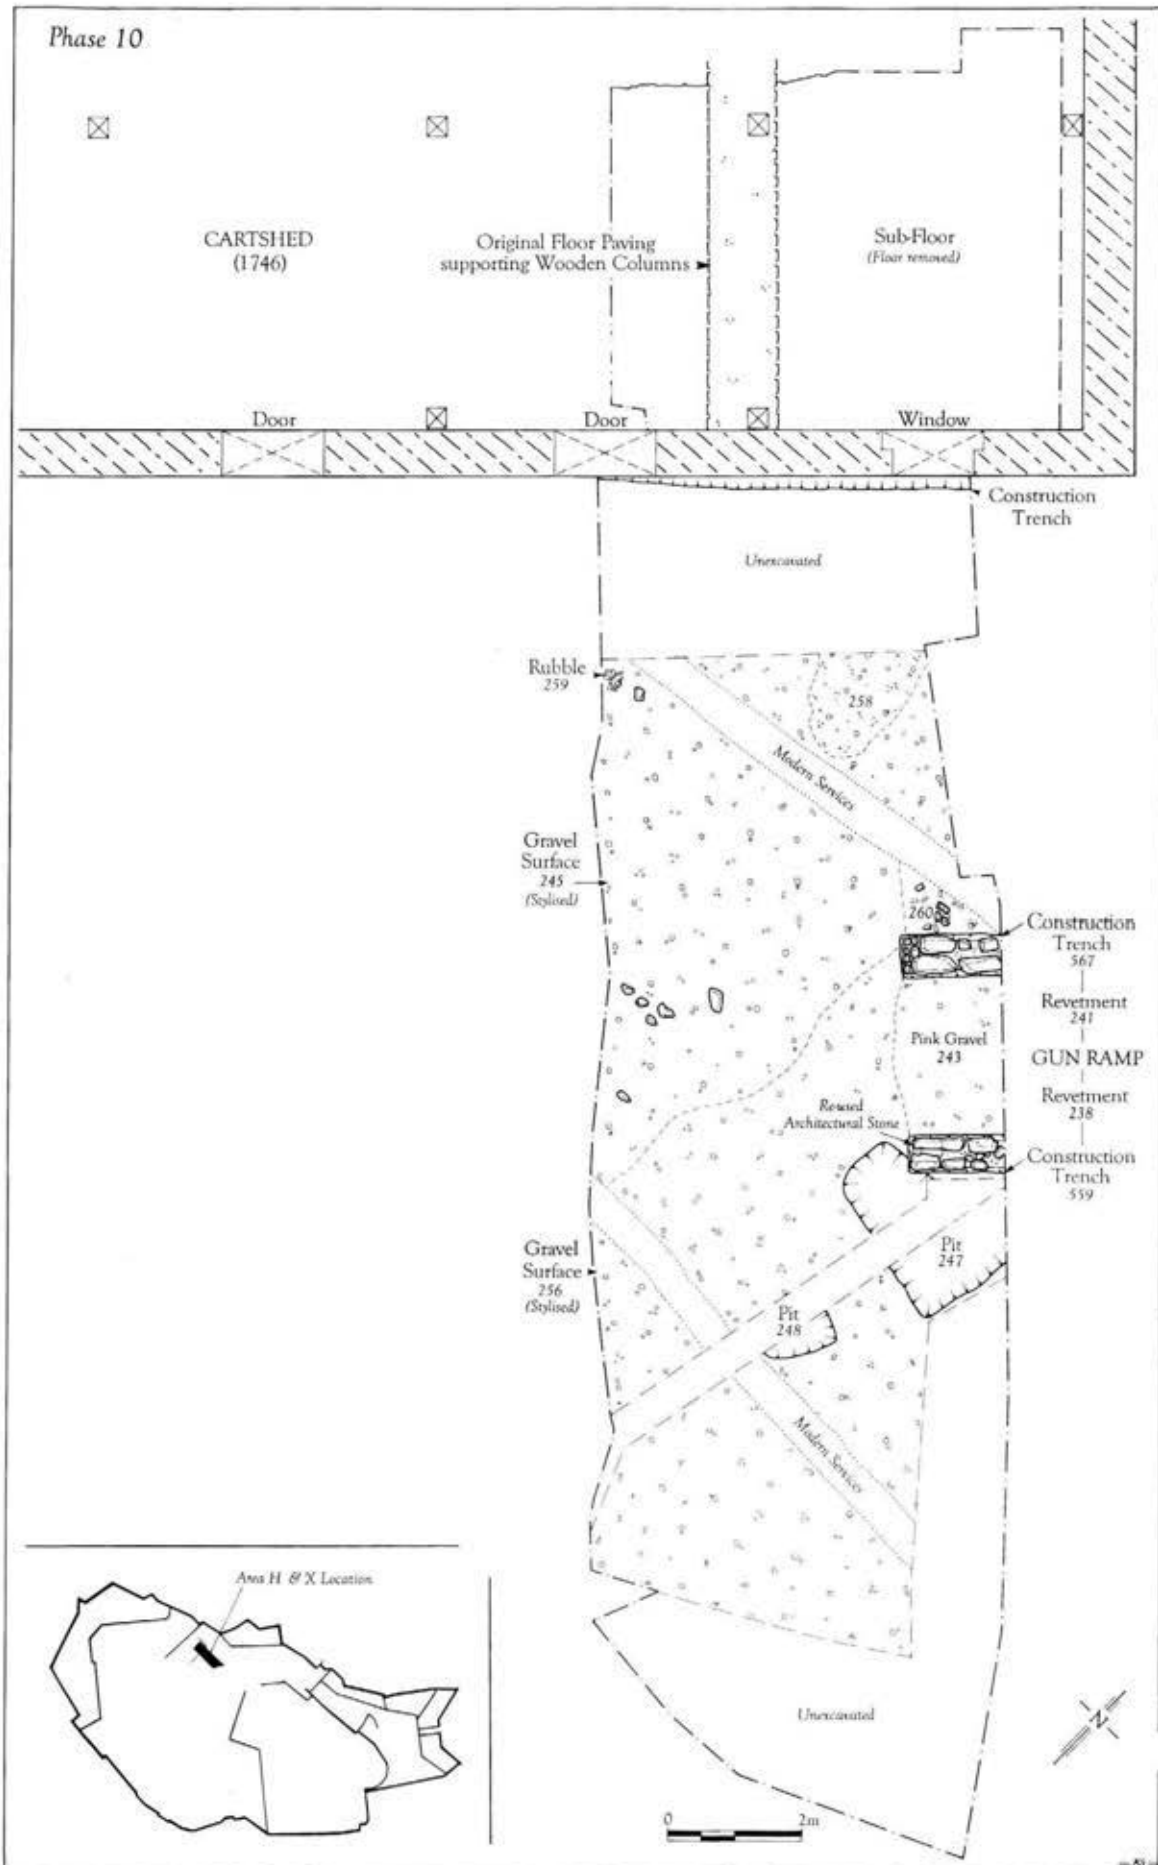 Phase 10
CARTSHED
(1746)
Original Floor Paving
supporting Wooden Columns
Sub-Floor
(Floor removed)
Door
Door
Window
Construction
Trench
Unexcavated
Rubble
259
258
Modern Services
Gravel
Surface
245
(Stylised)
260
Construction
Trench
567
Revetment
241
Pink Gravel
243
GUN RAMP
Revetment
238
Re-used
Architectural Stone
Construction
Trench
559
Pit
247
Gravel
Surface
256
(Stylised)
Pit
248
Modern Services
Area H & X Location
Unexcavated
N
0 2m